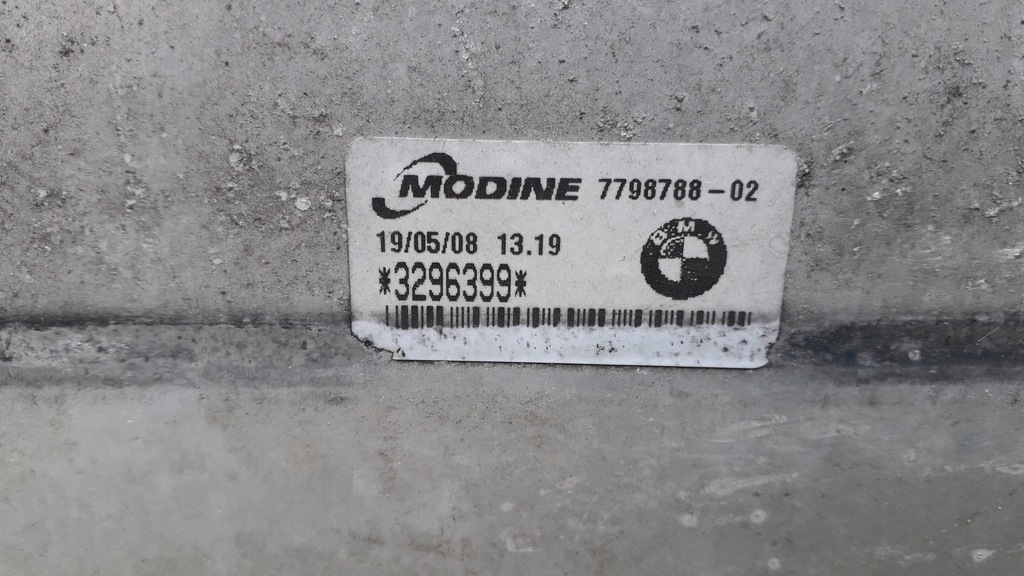 MODINE 7798788-02
BMW
19/05/08 13.19
*3296399*